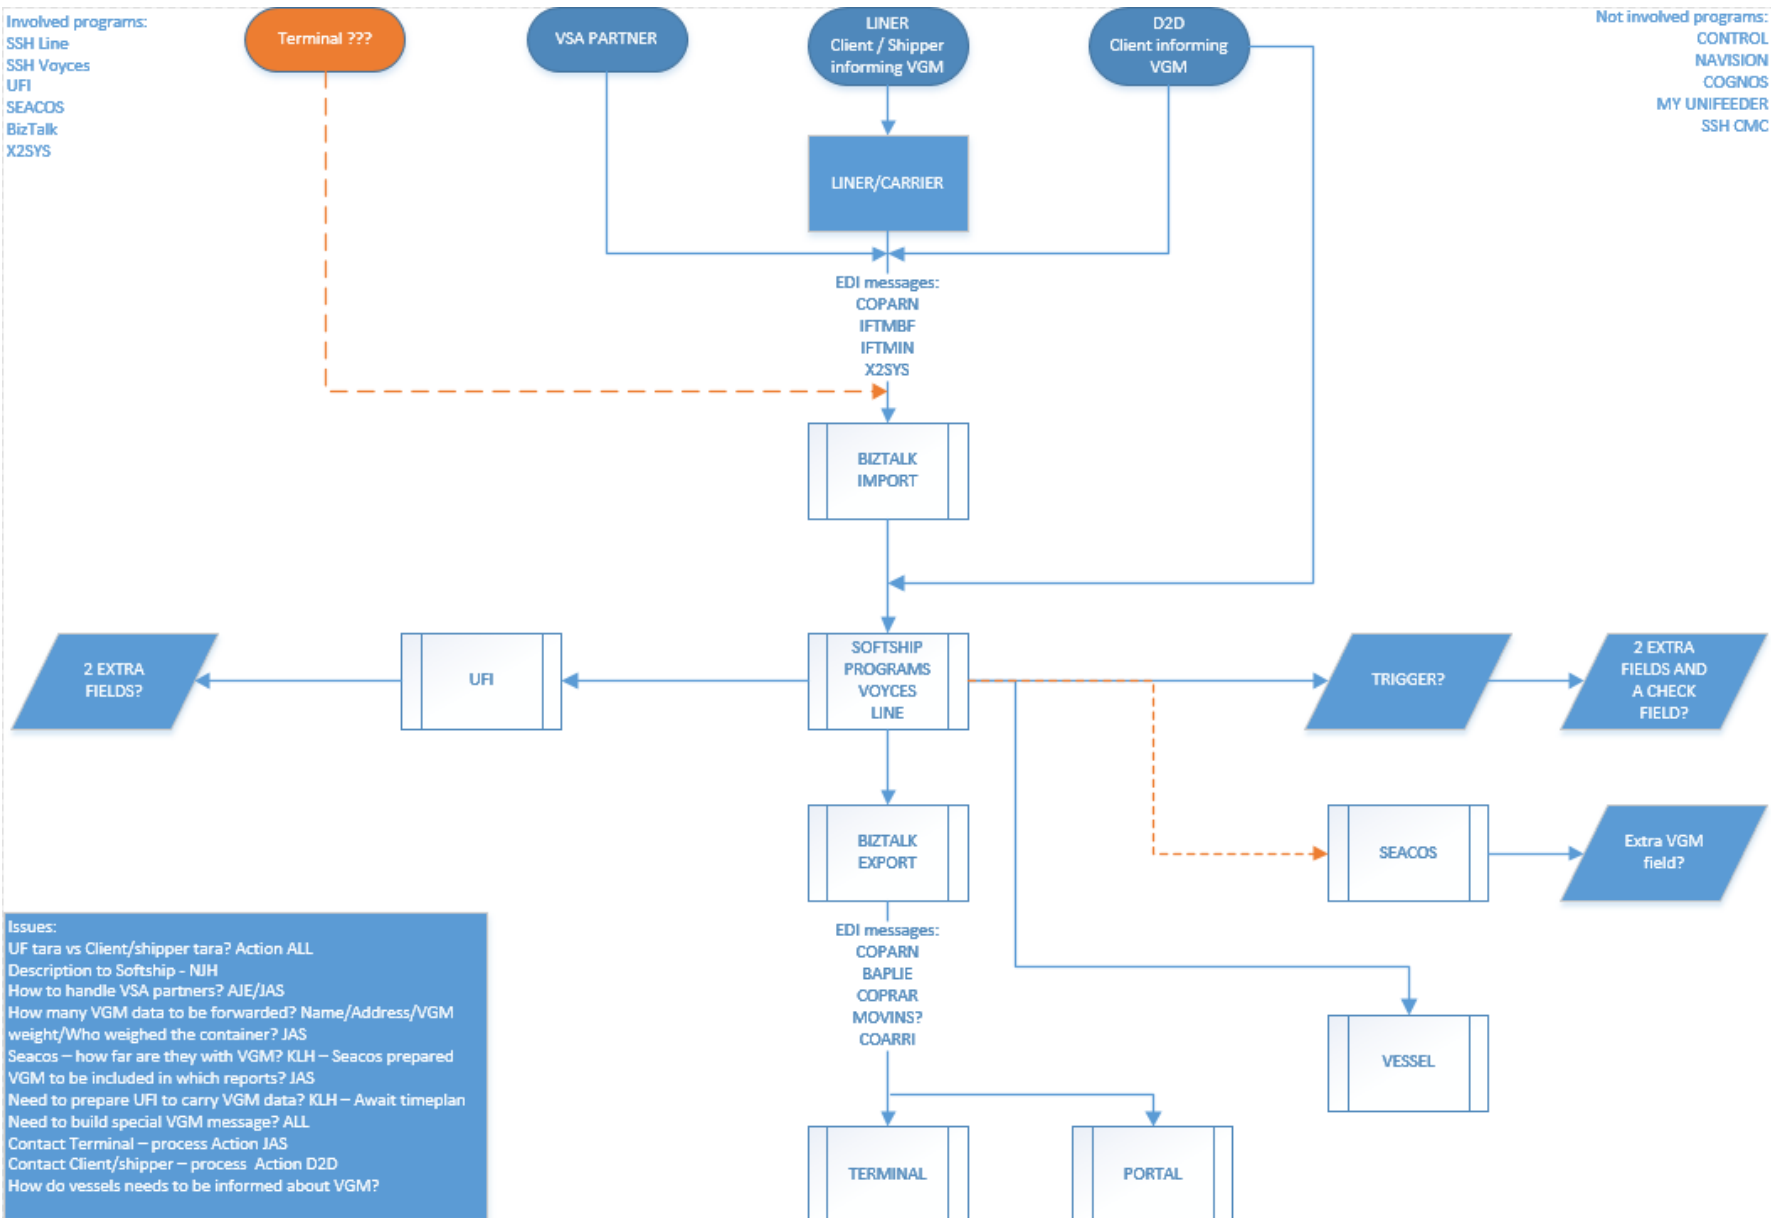 Involved programs:
SSH Line
SSH Voyces
UFI
SEACOS
BizTalk
X2SYS
Terminal ???
VSA PARTNER
LINER
Client / Shipper
informing VGM
D2D
Client informing
VGM
Not involved programs:
CONTROL
NAVISION
COGNOS
MY UNIFEEDER
SSH CMC
LINER/CARRIER
EDI messages:
COPARN
IFTMBF
IFTMIN
X2SYS
BIZTALK
IMPORT
2 EXTRA
FIELDS?
UFI
SOFTSHIP
PROGRAMS
VOYCES
LINE
TRIGGER?
2 EXTRA
FIELDS AND
A CHECK
FIELD?
BIZTALK
EXPORT
SEACOS
Extra VGM
field?
EDI messages:
COPARN
BAPLIE
COPRAR
MOVINS?
COARRI
VESSEL
TERMINAL
PORTAL
Issues:
UF tara vs Client/shipper tara? Action ALL
Description to Softship - NJH
How to handle VSA partners? AJE/JAS
How many VGM data to be forwarded? Name/Address/VGM
weight/Who weighed the container? JAS
Seacos – how far are they with VGM? KLH – Seacos prepared
VGM to be included in which reports? JAS
Need to prepare UFI to carry VGM data? KLH – Await timeplan
Need to build special VGM message? ALL
Contact Terminal – process Action JAS
Contact Client/shipper – process  Action D2D
How do vessels needs to be informed about VGM?